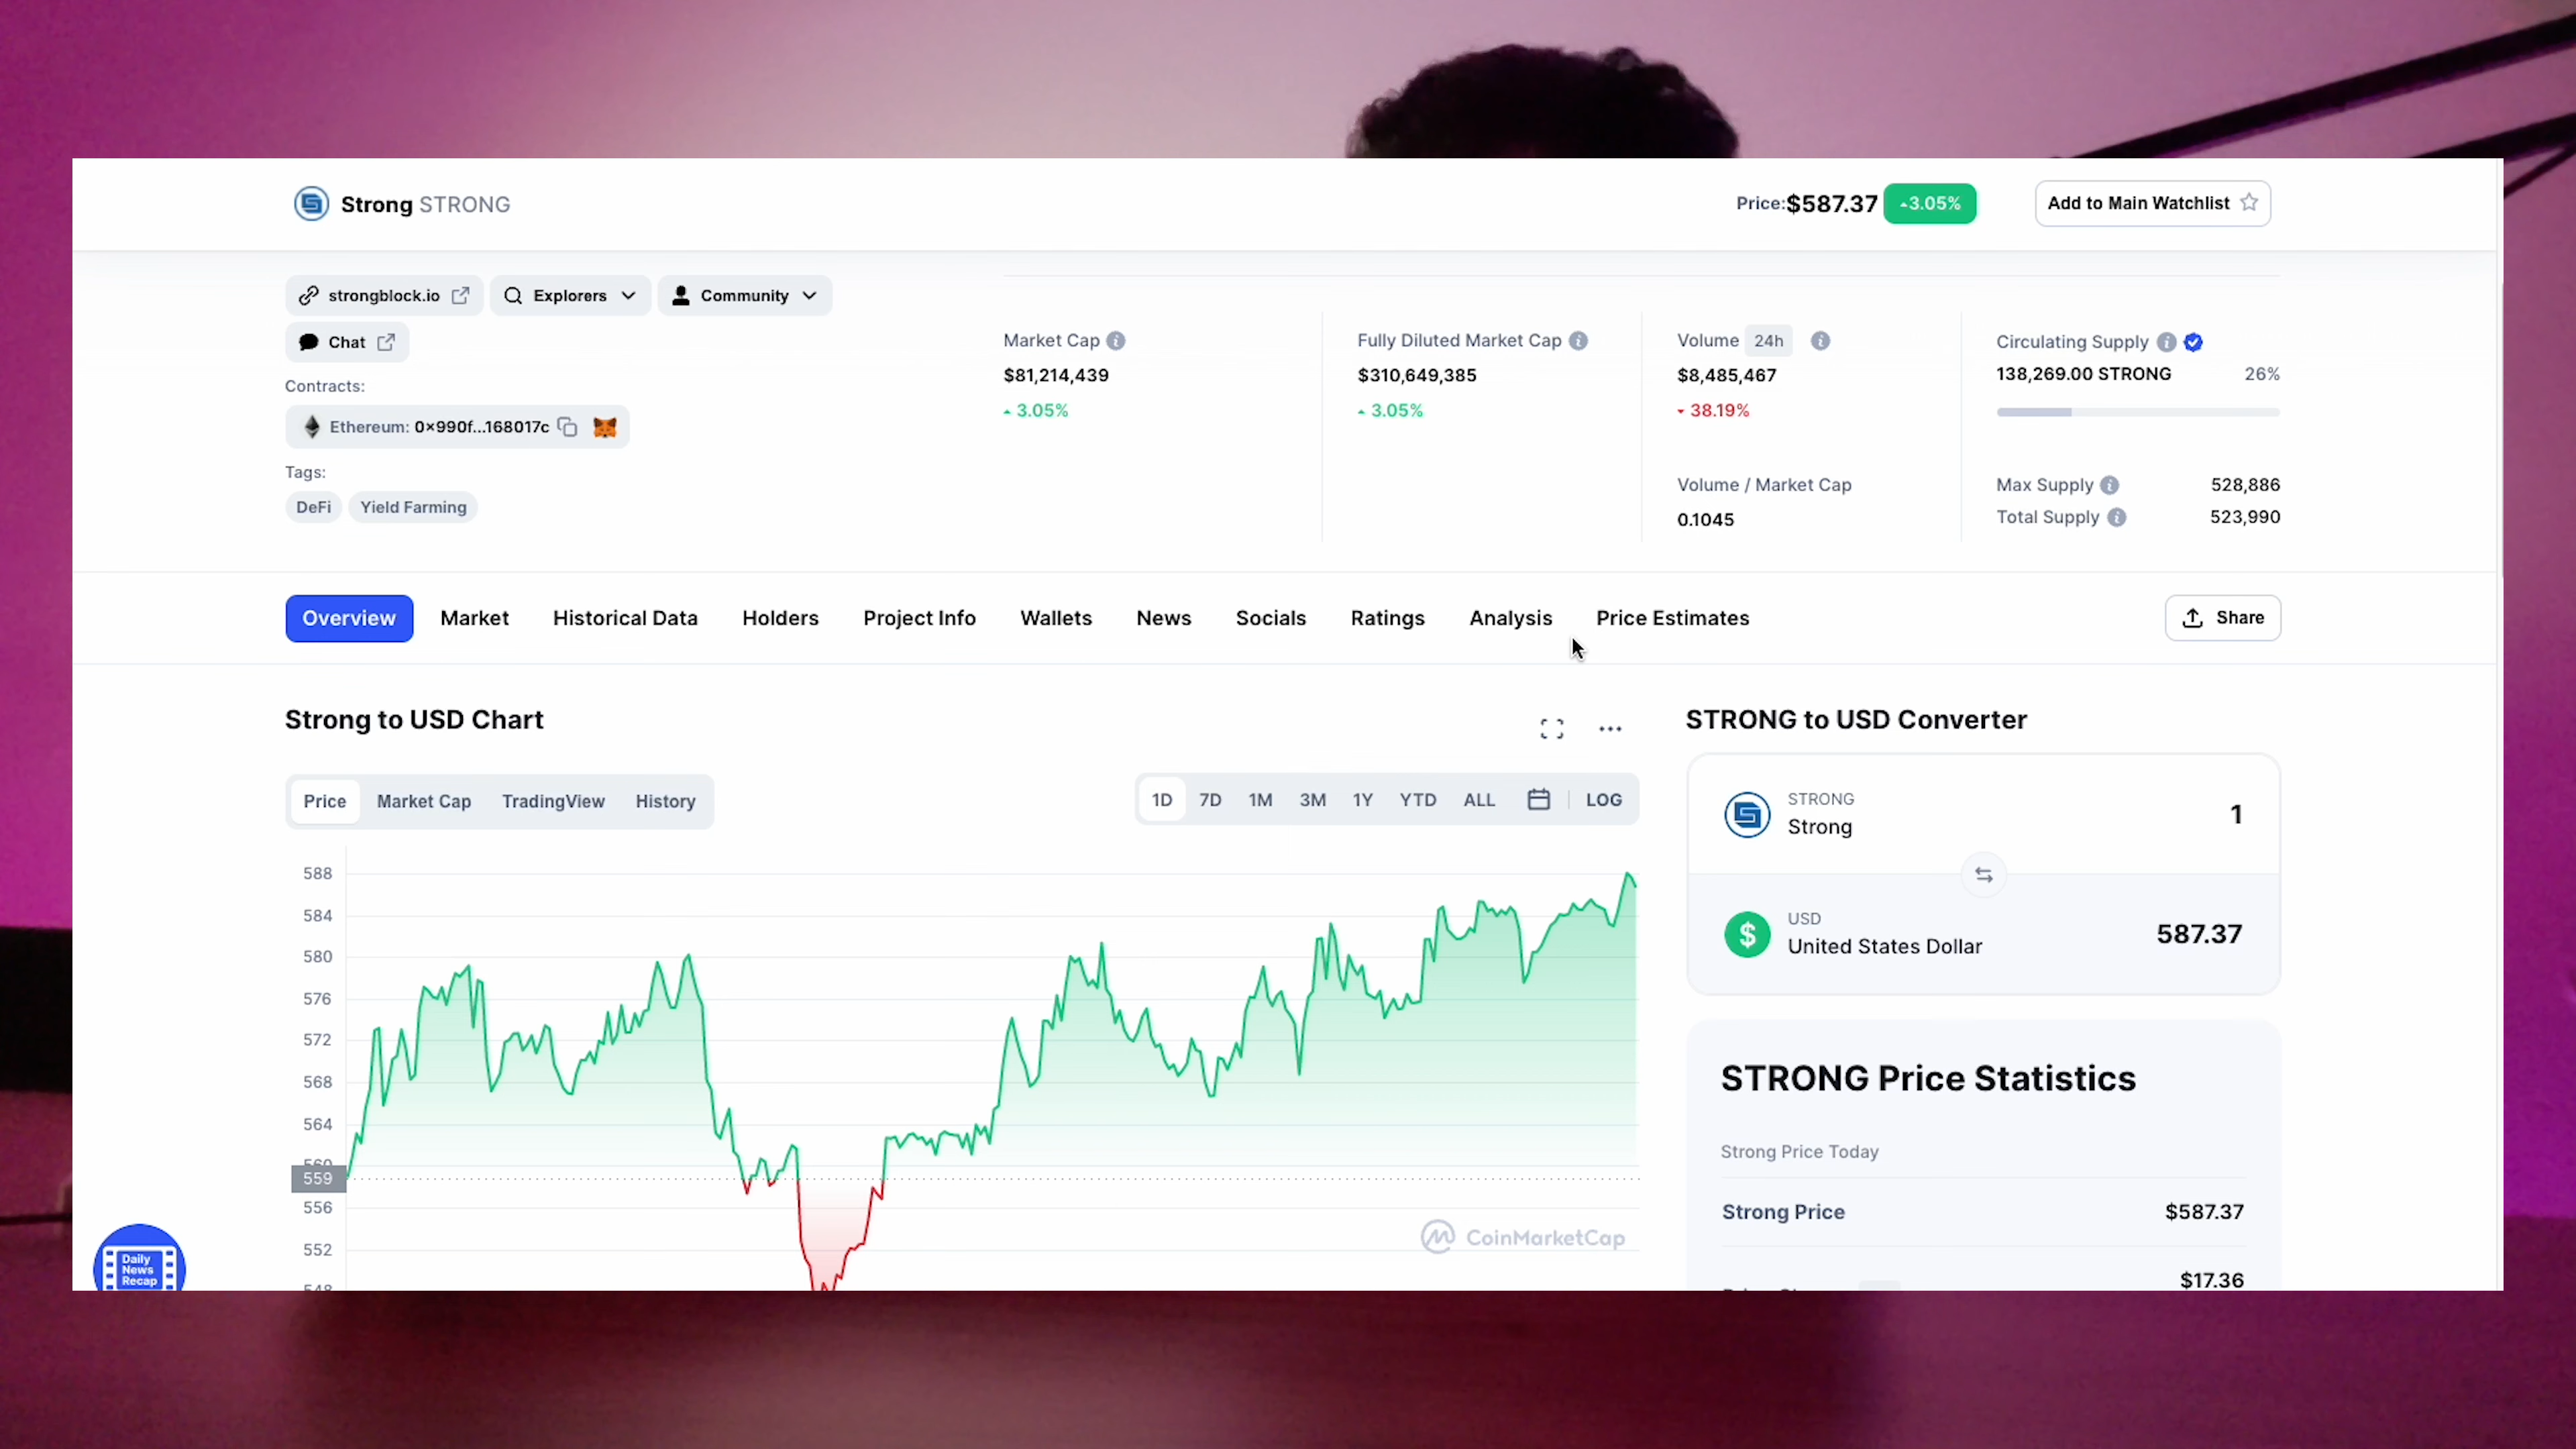 Strong STRONG
Price:$587.37 3.05%
Add to Main Watchlist
strongblock.io
Explorers
Community
Chat
Contracts:
Ethereum: 0×990f...168017c
Tags:
DeFi
Yield Farming
Market Cap
$81,214,439
3.05%
Fully Diluted Market Cap
$310,649,385
3.05%
Volume 24h
$8,485,467
38.19%
Volume / Market Cap
0.1045
Circulating Supply
138,269.00 STRONG 26%
Max Supply 528,886
Total Supply 523,990
Overview Market Historical Data Holders Project Info Wallets News Socials Ratings Analysis Price Estimates
Share
Strong to USD Chart
Price Market Cap TradingView History
1D 7D 1M 3M 1Y YTD ALL LOG
588
584
580
576
572
568
564
560
559
556
552
548
CoinMarketCap
Daily
News
Recap
STRONG to USD Converter
STRONG
Strong
1
USD
United States Dollar
587.37
$
STRONG Price Statistics
Strong Price Today
Strong Price $587.37
$17.36